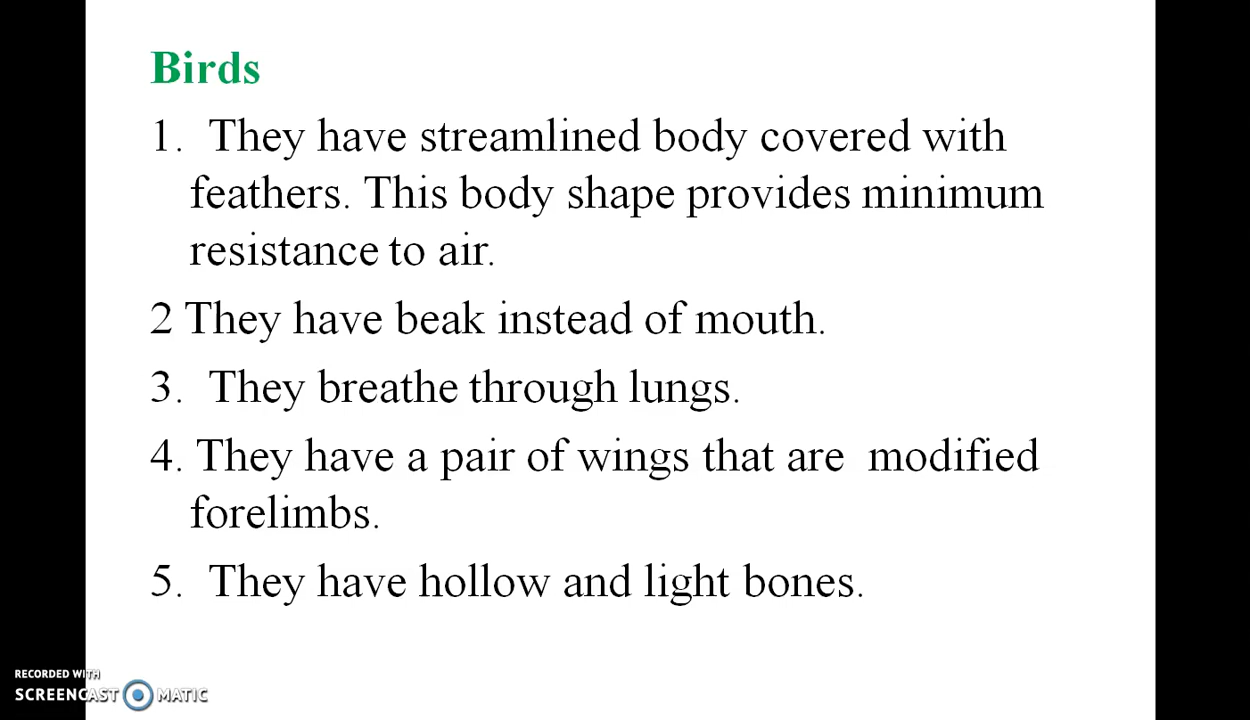 Birds
1. They have streamlined body covered with
feathers. This body shape provides minimum
resistance to air.
2 They have beak instead of mouth.
3. They breathe through lungs.
4. They have a pair of wings that are modified
forelimbs.
5. They have hollow and light bones.
RECORDED WITH
SCREENCAST MATIC